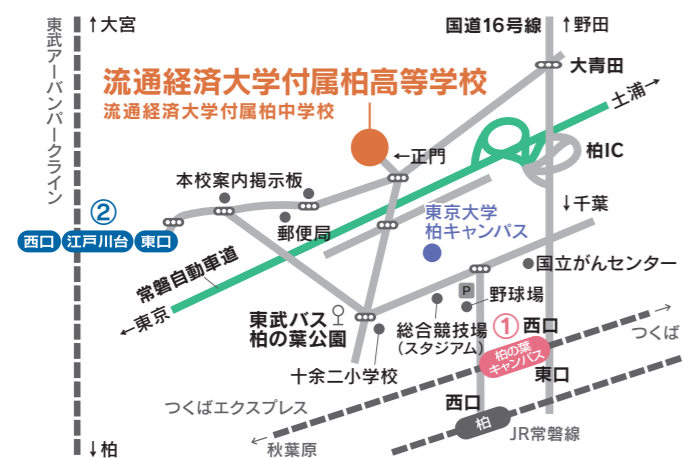 東武アーバンパークライン
↑大宮
国道16号線
↑野田
大青田
流通経済大学付属柏高等学校
流通経済大学付属柏中学校
土浦→
←正門
柏IC
本校案内掲示板
②
西口
江戸川台
東口
郵便局
東京大学
柏キャンパス
↓千葉
常磐自動車道
←東京
国立がんセンター
P
野球場
東武バス
柏の葉公園
総合競技場
(スタジアム)
①
西口
つくば
柏の葉
キャンパス
十余二小学校
東口
つくばエクスプレス
西口
柏
JR常磐線
←秋葉原
↓柏